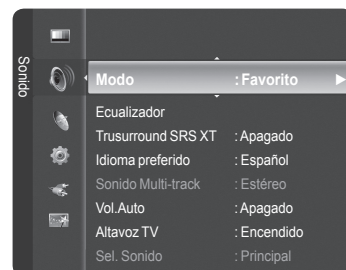 Sonido
Modo : Favorito
Ecualizador
Trusurround SRS XT : Apagado
Idioma preferido : Español
Sonido Multi-track : Estéreo
Vol.Auto : Apagado
Altavoz TV : Encendido
Sel. Sonido : Principal